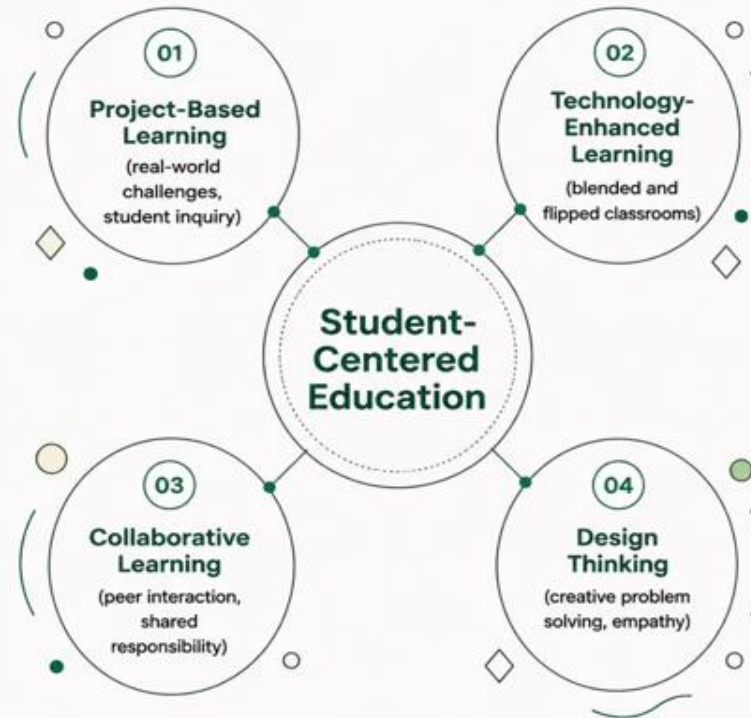 01
Project-Based
Learning
(real-world
challenges,
student inquiry)
02
Technology-
Enhanced
Learning
(blended and
flipped classrooms)
Student-
Centered
Education
03
Collaborative
Learning
(peer interaction,
shared
responsibility)
04
Design
Thinking
(creative problem
solving, empathy)